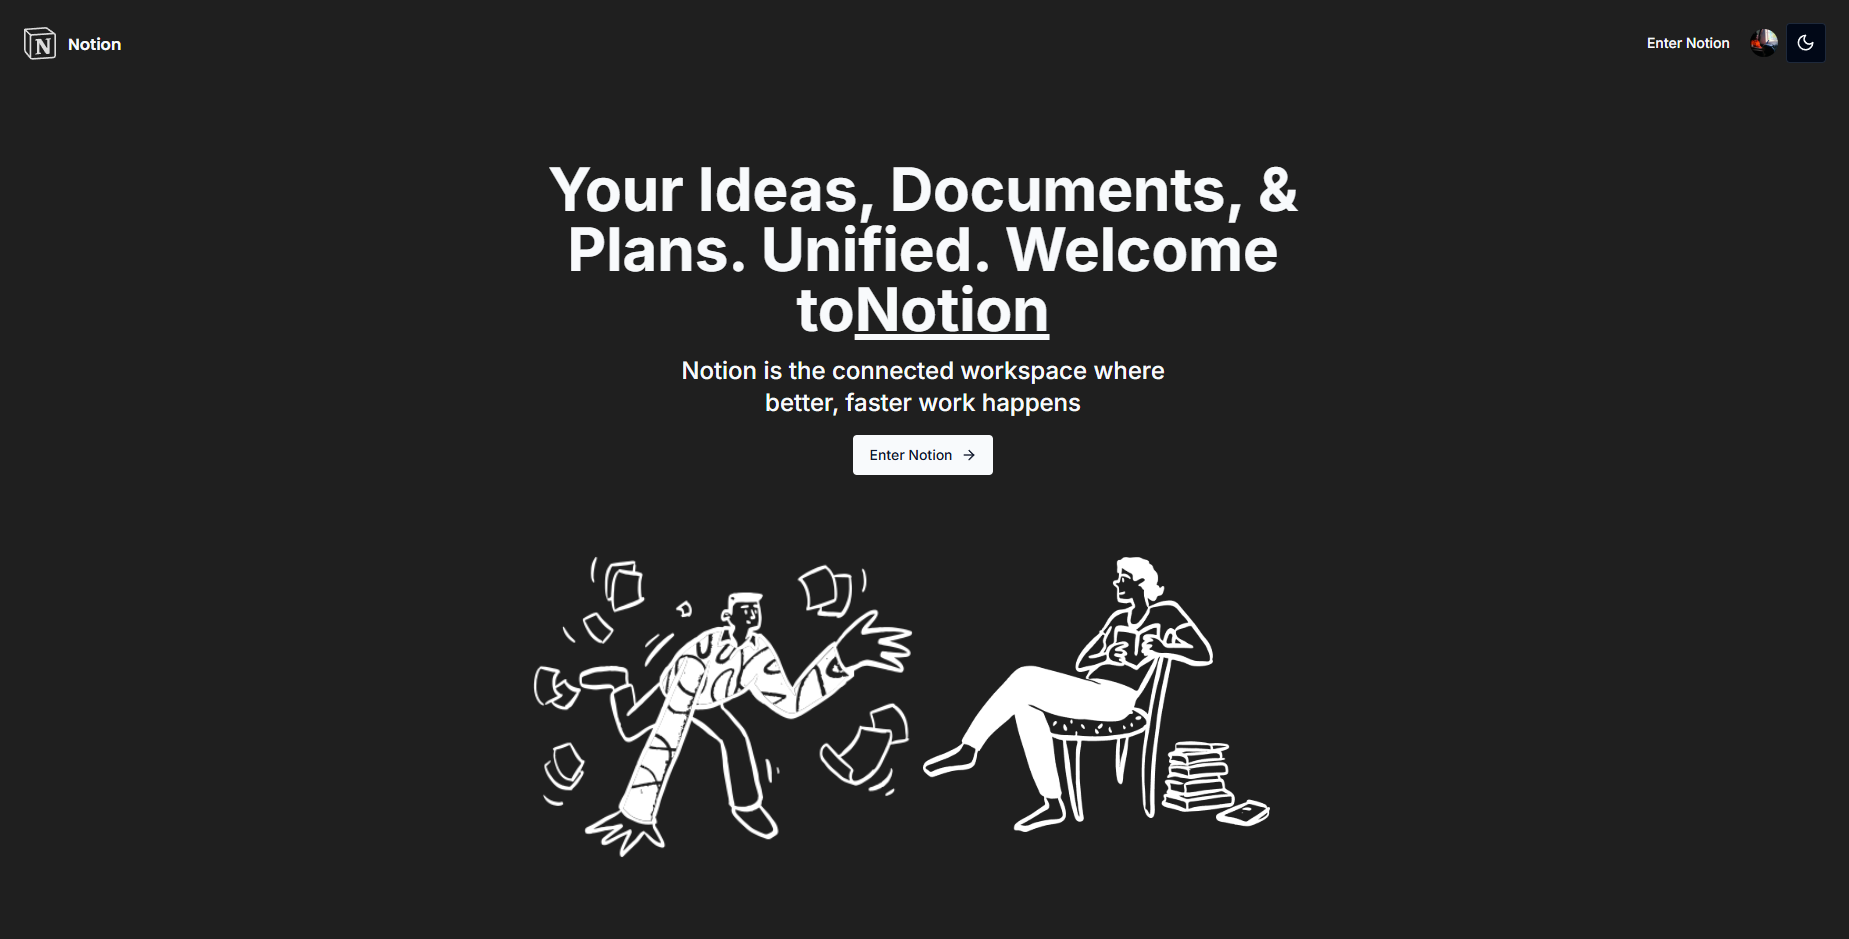 Notion
Enter Notion
Your Ideas, Documents, &
Plans. Unified. Welcome
toNotion
Notion is the connected workspace where
better, faster work happens
Enter Notion